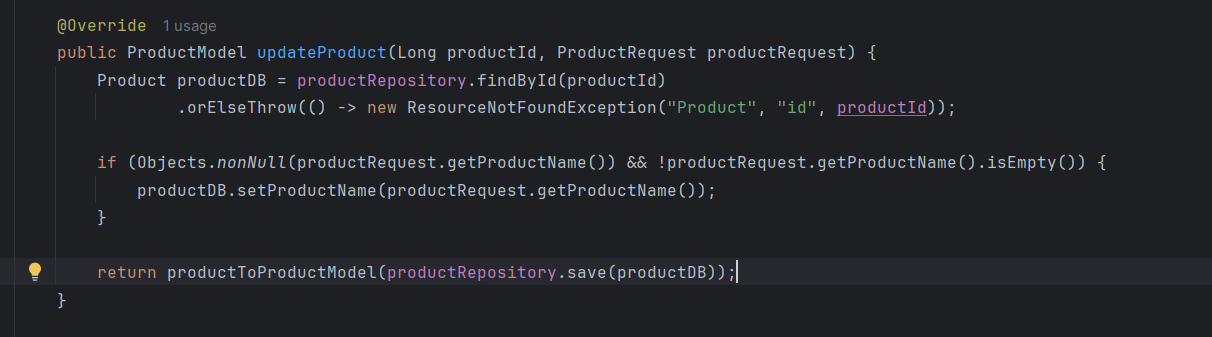 @Override 1 usage
public ProductModel updateProduct(Long productId, ProductRequest productRequest) {
Product productDB = productRepository.findById(productId)
.orElseThrow(() -> new ResourceNotFoundException("Product", "id", productId));
if (Objects.nonNull(productRequest.getProductName()) && !productRequest.getProductName().isEmpty()) {
productDB.setProductName(productRequest.getProductName());
}
return productToProductModel(productRepository.save(productDB));
}